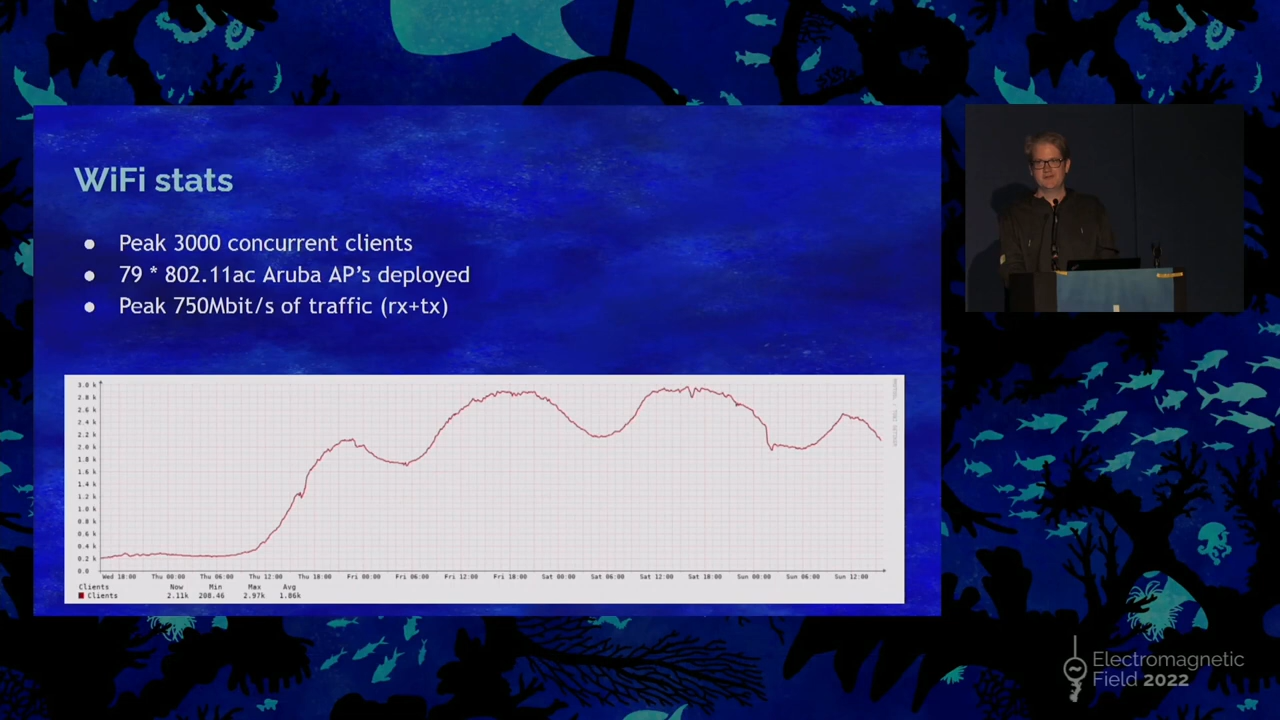 WiFi stats
● Peak 3000 concurrent clients
● 79 * 802.11ac Aruba AP’s deployed
● Peak 750Mbit/s of traffic (rx+tx)
3.0 k
2.8 k
2.6 k
2.4 k
2.2 k
2.0 k
1.8 k
1.6 k
1.4 k
1.2 k
1.0 k
0.8 k
0.6 k
0.4 k
0.2 k
0.0
Wed 18:00 Thu 00:00 Thu 06:00 Thu 12:00 Thu 18:00 Fri 00:00 Fri 06:00 Fri 12:00 Fri 18:00 Sat 00:00 Sat 06:00 Sat 12:00 Sat 18:00 Sun 00:00 Sun 06:00 Sun 12:00
Clients Now Min Max Avg
Clients 2.11k 208.46 2.97k 1.86k
Electromagnetic
Field 2022